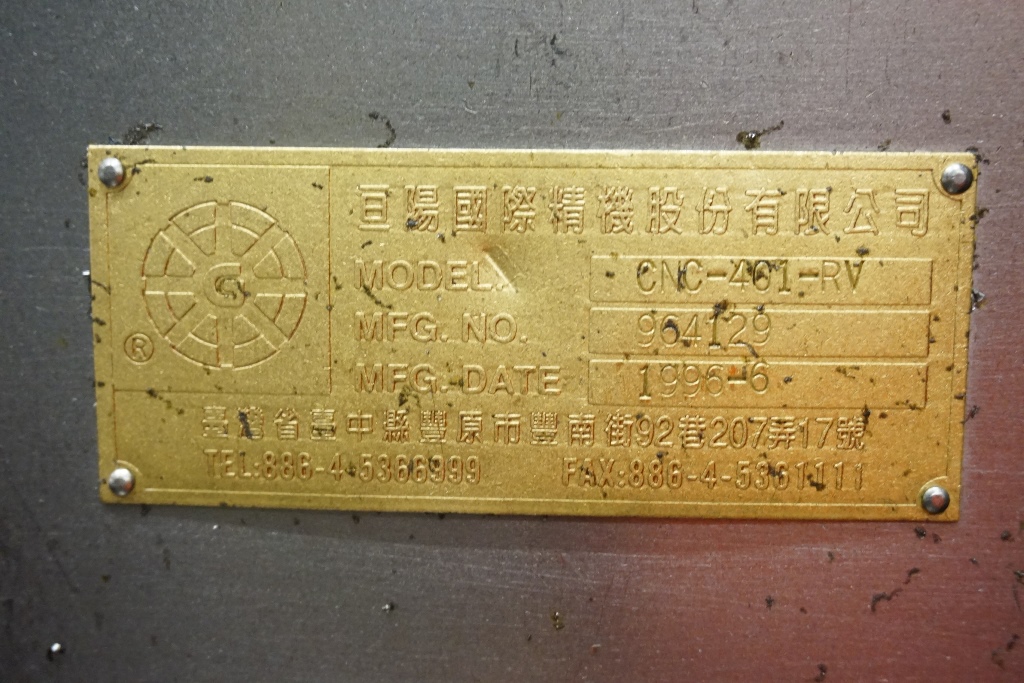 亘陽國際精機股份有限公司
MODEL. CNC-461-RV
MFG. NO. 964129
MFG. DATE 1996-6
G
®
臺灣省臺中縣豐原市豐南街92巷207弄17號
TEL:886-4-5366999 FAX:886-4-5361111